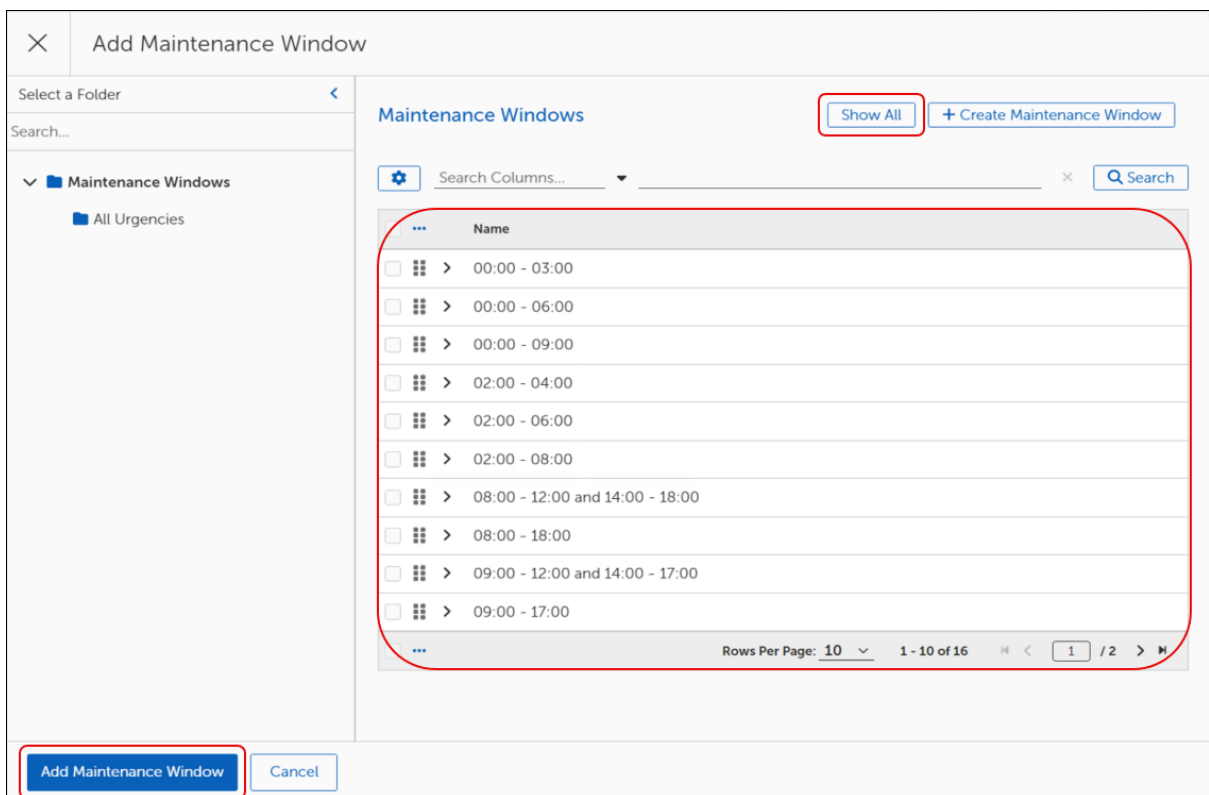 Add Maintenance Window
Select a Folder
Search...
Maintenance Windows
All Urgencies
Maintenance Windows
Show All
+ Create Maintenance Window
Search Columns...
Search
Name
00:00 - 03:00
00:00 - 06:00
00:00 - 09:00
02:00 - 04:00
02:00 - 06:00
02:00 - 08:00
08:00 - 12:00 and 14:00 - 18:00
08:00 - 18:00
09:00 - 12:00 and 14:00 - 17:00
09:00 - 17:00
Rows Per Page: 10 1 - 10 of 16 1 / 2
Add Maintenance Window
Cancel